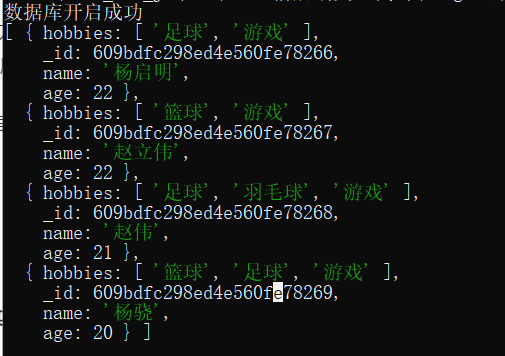 数据库开启成功
[ { hobbies: [ '足球', '游戏' ],
_id: 609bdfc298ed4e560fe78266,
name: '杨启明',
age: 22 },
{ hobbies: [ '篮球', '游戏' ],
_id: 609bdfc298ed4e560fe78267,
name: '赵立伟',
age: 22 },
{ hobbies: [ '足球', '羽毛球', '游戏' ],
_id: 609bdfc298ed4e560fe78268,
name: '赵伟',
age: 21 },
{ hobbies: [ '篮球', '足球', '游戏' ],
_id: 609bdfc298ed4e560fe78269,
name: '杨骁',
age: 20 } ]